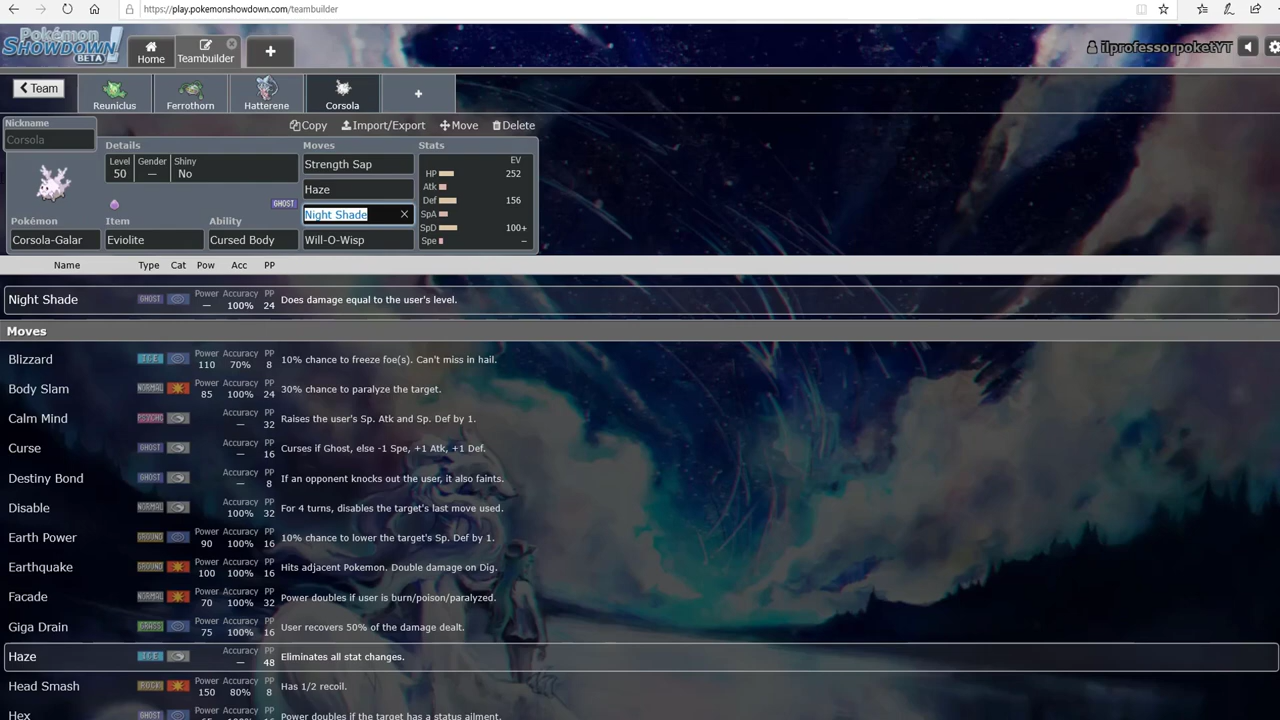 https://play.pokemonshowdown.com/teambuilder
Pokémon
SHOWDOWN!
BETA
Home
Teambuilder
+
ilprofessorpoketYT
Team
Reuniclus
Ferrothorn
Hatterene
Corsola
+
Nickname
Corsola
Copy
Import/Export
Move
Delete
Details
Moves
Stats
Level Gender Shiny
50 — No
Strength Sap
EV
HP 252
Haze
Atk
GHOST
Night Shade ×
Def 156
SpA
Pokémon
Item
Ability
SpD 100+
Corsola-Galar
Eviolite
Cursed Body
Will-O-Wisp
Spe –
Name Type Cat Pow Acc PP
Night Shade GHOST Power — Accuracy 100% PP 24 Does damage equal to the user's level.
Moves
Blizzard ICE Power 110 Accuracy 70% PP 8 10% chance to freeze foe(s). Can't miss in hail.
Body Slam NORMAL Power 85 Accuracy 100% PP 24 30% chance to paralyze the target.
Calm Mind PSYCHC Accuracy — PP 32 Raises the user's Sp. Atk and Sp. Def by 1.
Curse GHOST Accuracy — PP 16 Curses if Ghost, else -1 Spe, +1 Atk, +1 Def.
Destiny Bond GHOST Accuracy — PP 8 If an opponent knocks out the user, it also faints.
Disable NORMAL Accuracy 100% PP 32 For 4 turns, disables the target's last move used.
Earth Power GROUND Power 90 Accuracy 100% PP 16 10% chance to lower the target's Sp. Def by 1.
Earthquake GROUND Power 100 Accuracy 100% PP 16 Hits adjacent Pokemon. Double damage on Dig.
Facade NORMAL Power 70 Accuracy 100% PP 32 Power doubles if user is burn/poison/paralyzed.
Giga Drain GRASS Power 75 Accuracy 100% PP 16 User recovers 50% of the damage dealt.
Haze ICE Accuracy — PP 48 Eliminates all stat changes.
Head Smash ROCK Power 150 Accuracy 80% PP 8 Has 1/2 recoil.
Hex GHOST Power Accuracy PP Power doubles if the target has a status ailment.